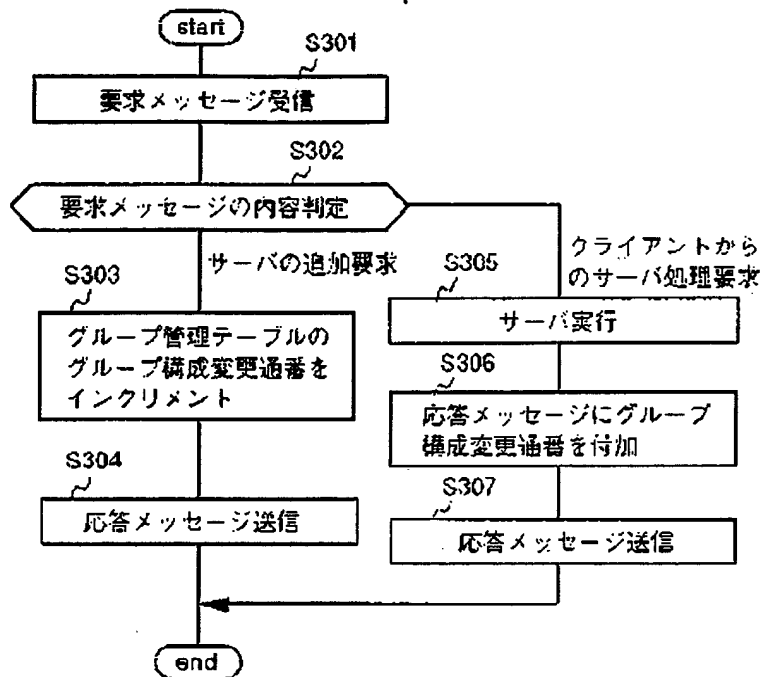 start
S301
要求メッセージ受信
S302
要求メッセージの内容判定
サーバの追加要求
クライアントから
のサーバ処理要求
S303
グループ管理テーブルの
グループ構成変更通番を
インクリメント
S304
応答メッセージ送信
S305
サーバ実行
S306
応答メッセージにグループ
構成変更通番を付加
S307
応答メッセージ送信
end